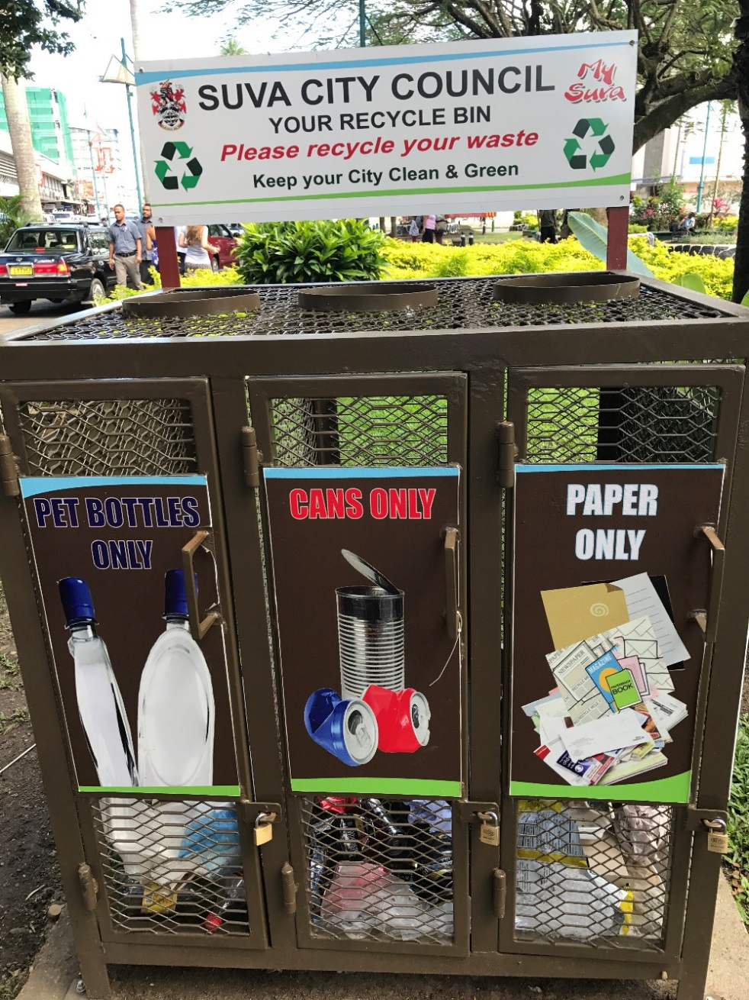 SUVA CITY COUNCIL
My
Suva
YOUR RECYCLE BIN
Please recycle your waste
Keep your City Clean & Green
PET BOTTLES
ONLY
CANS ONLY
PAPER
ONLY
NEWSPAPER
MAGAZINE
PAPERBACK
BOOK